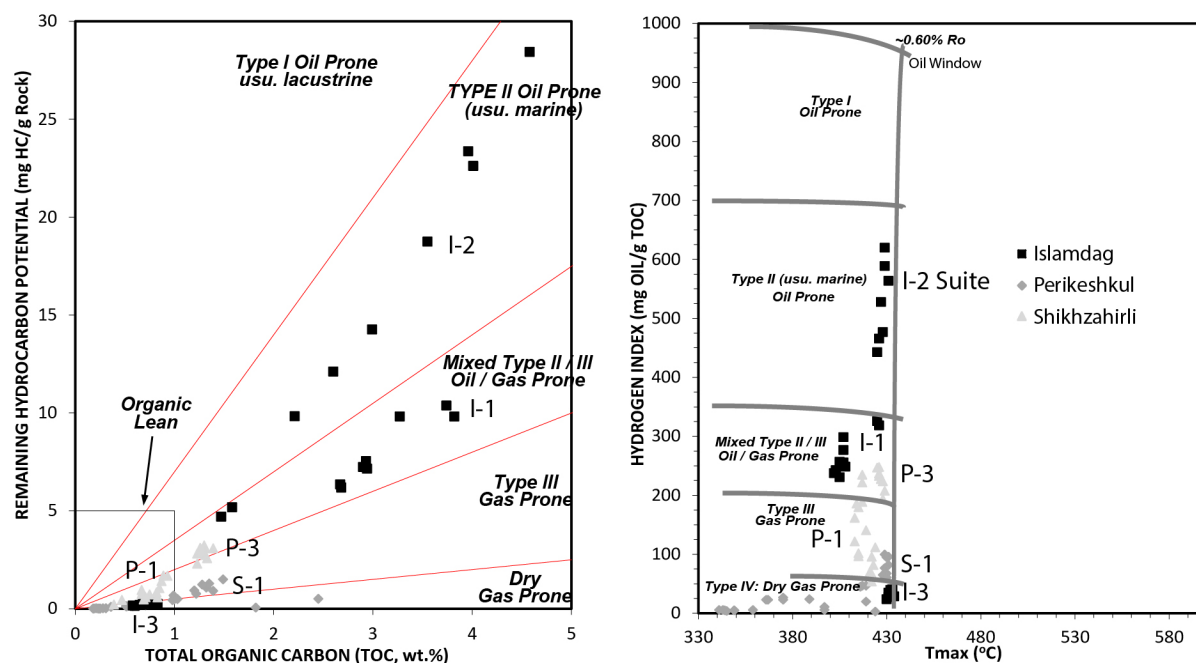 30
25
20
15
10
5
0
REMAINING HYDROCARBON POTENTIAL (mg HC/g Rock)
Type I Oil Prone
usu. lacustrine
TYPE II Oil Prone
(usu. marine)
I-2
Mixed Type II / III
Oil / Gas Prone
I-1
Organic
Lean
Type III
Gas Prone
P-3
P-1
S-1
Dry
Gas Prone
I-3
0 1 2 3 4 5
TOTAL ORGANIC CARBON (TOC, wt.%)
1000
900
800
700
600
500
400
300
200
100
0
HYDROGEN INDEX (mg OIL/g TOC)
~0.60% Ro
Oil Window
Type I
Oil Prone
Type II (usu. marine)
Oil Prone
I-2 Suite
Mixed Type II / III
Oil / Gas Prone
I-1
P-3
Type III
Gas Prone
P-1
S-1
Type IV: Dry Gas Prone
I-3
330 380 430 480 530 580
Tmax (°C)
Islamdag
Perikeshkul
Shikhzahirli